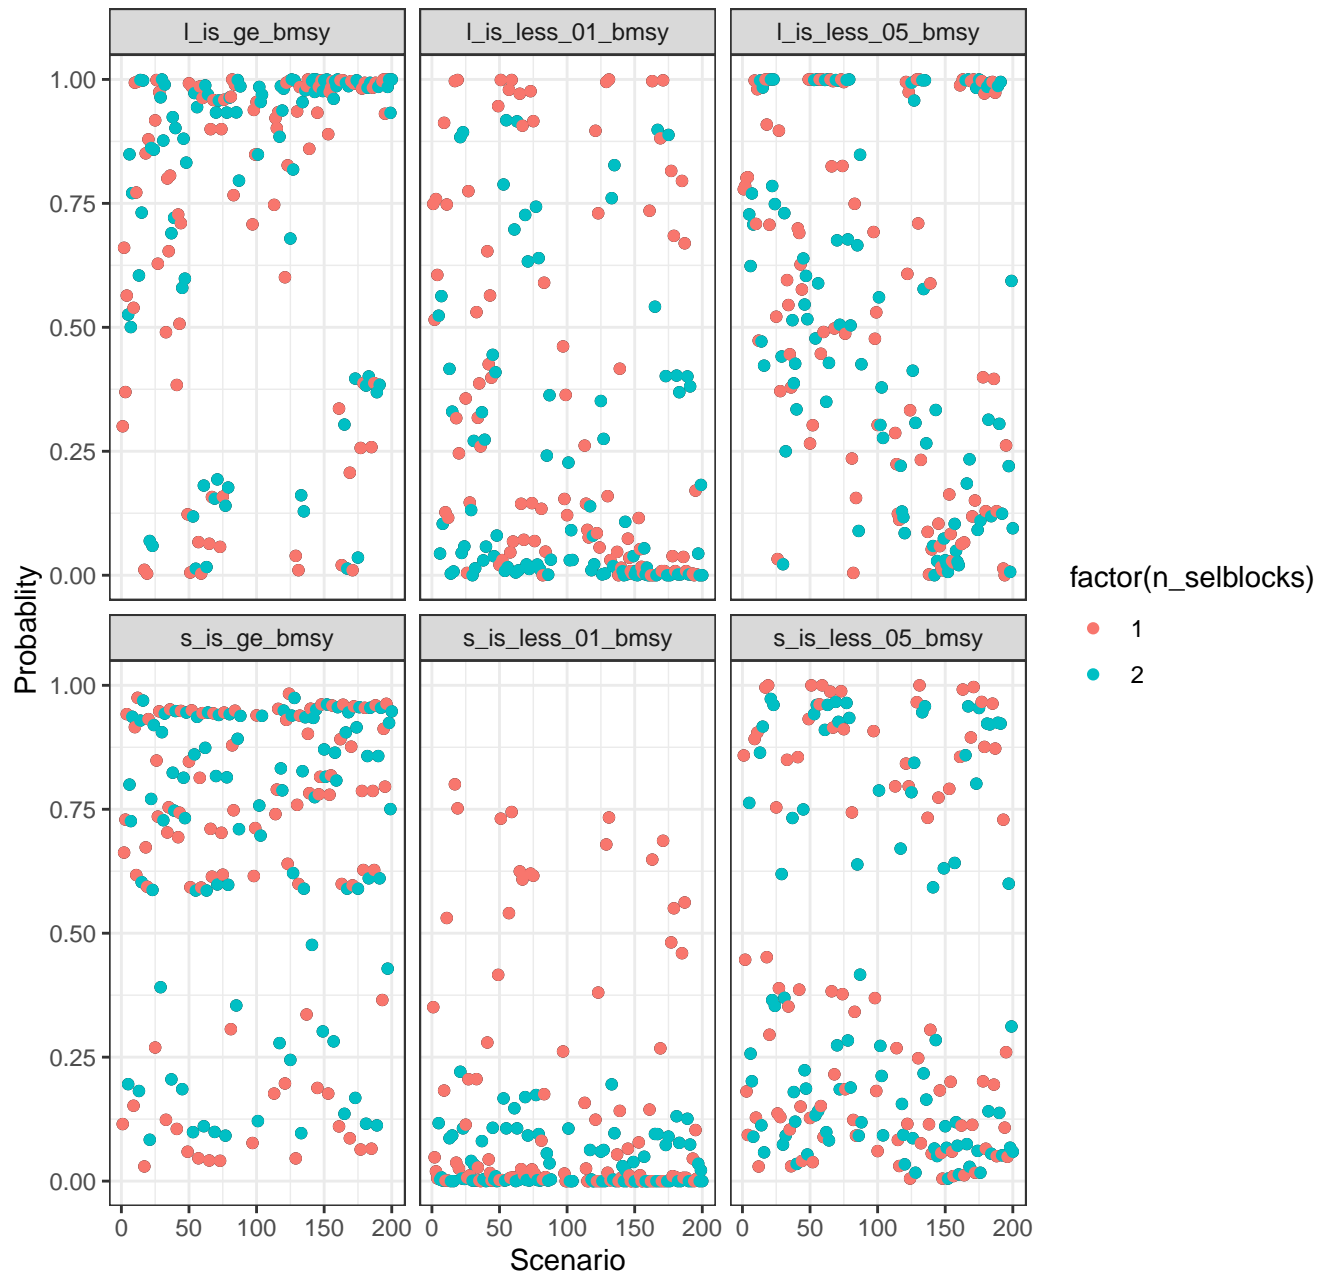 l_is_ge_bmsy l_is_less_01_bmsy l_is_less_05_bmsy
1.00
0.75
0.50
0.25
0.00
s_is_ge_bmsy s_is_less_01_bmsy s_is_less_05_bmsy
1.00
0.75
0.50
0.25
0.00
0 50 100 150 200 0 50 100 150 200 0 50 100 150 200
Scenario
Probablity
factor(n_selblocks)
1
2